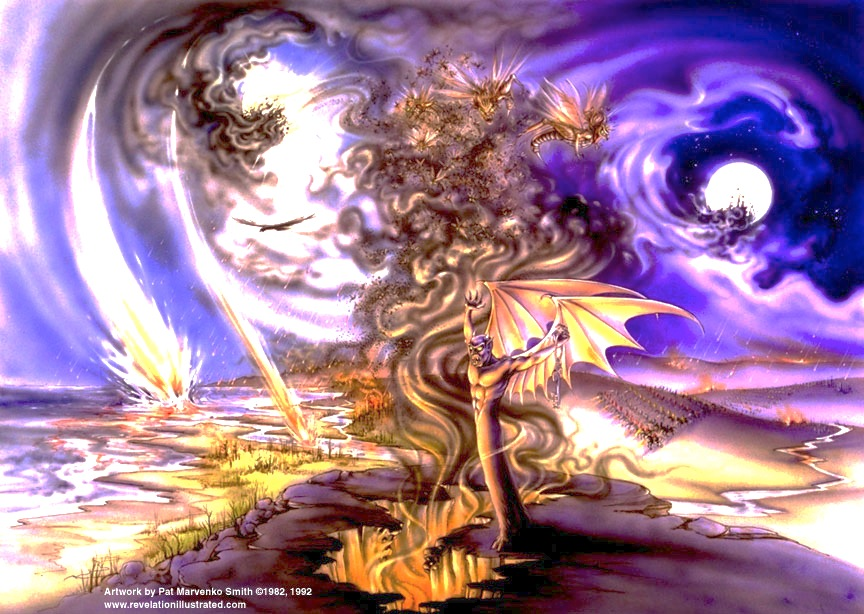 Artwork by Pat Marvenko Smith ©1982, 1992
www.revelationillustrated.com